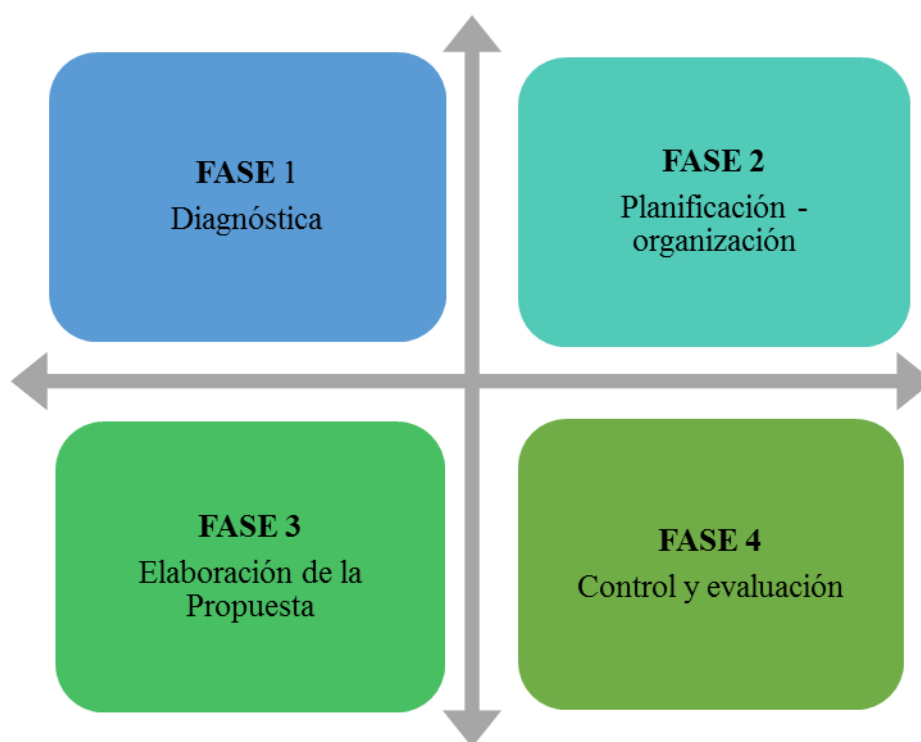 FASE 1
Diagnóstica
FASE 2
Planificación -
organización
FASE 3
Elaboración de la
Propuesta
FASE 4
Control y evaluación